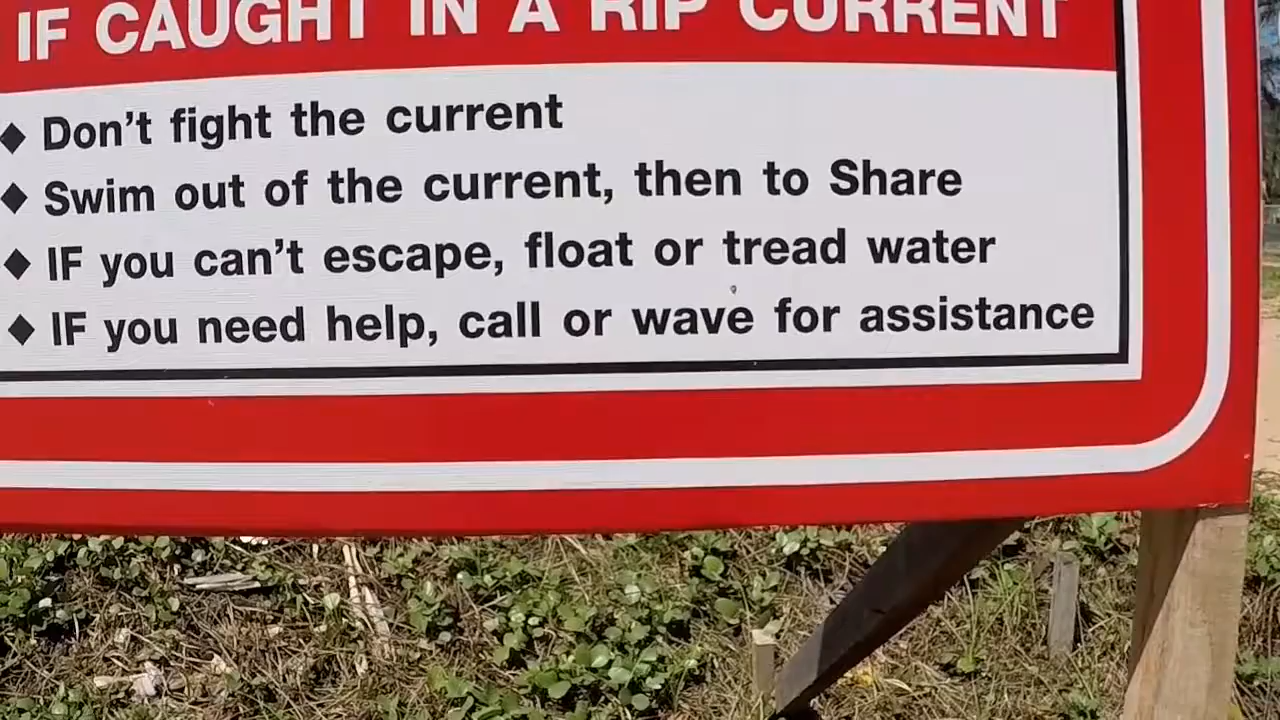 IF CAUGHT IN A RIP CURRENT
◆ Don't fight the current
◆ Swim out of the current, then to Share
◆ IF you can't escape, float or tread water
◆ IF you need help, call or wave for assistance